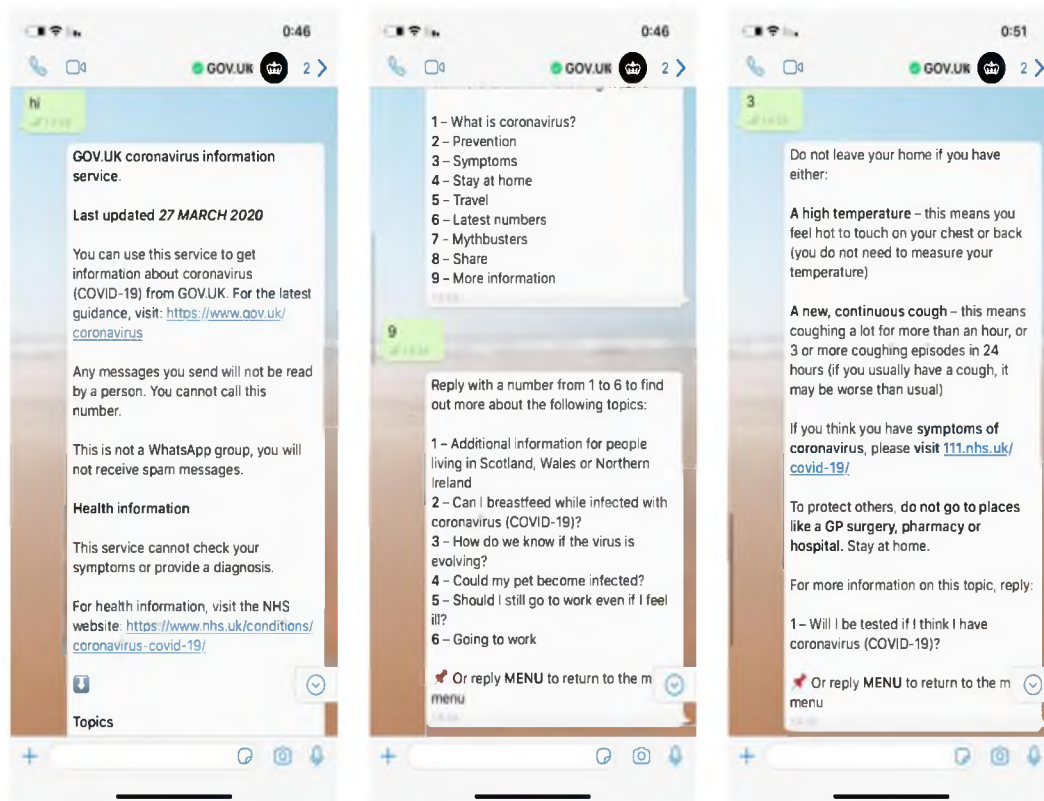 0:46
GOV.UK
2
hi
GOV.UK coronavirus information
service.
Last updated 27 MARCH 2020
You can use this service to get
information about coronavirus
(COVID-19) from GOV.UK. For the latest
guidance, visit: https://www.gov.uk/
coronavirus
Any messages you send will not be read
by a person. You cannot call this
number.
This is not a WhatsApp group, you will
not receive spam messages.
Health information
This service cannot check your
symptoms or provide a diagnosis.
For health information, visit the NHS
website: https://www.nhs.uk/conditions/
coronavirus-covid-19/
Topics
0:46
GOV.UK
2
1 – What is coronavirus?
2 – Prevention
3 – Symptoms
4 – Stay at home
5 – Travel
6 – Latest numbers
7 – Mythbusters
8 – Share
9 – More information
9
Reply with a number from 1 to 6 to find
out more about the following topics:
1 – Additional information for people
living in Scotland, Wales or Northern
Ireland
2 – Can I breastfeed while infected with
coronavirus (COVID-19)?
3 – How do we know if the virus is
evolving?
4 – Could my pet become infected?
5 – Should I still go to work even if I feel
ill?
6 – Going to work
Or reply MENU to return to the m
menu
0:51
GOV.UK
2
3
Do not leave your home if you have
either:
A high temperature – this means you
feel hot to touch on your chest or back
(you do not need to measure your
temperature)
A new, continuous cough – this means
coughing a lot for more than an hour, or
3 or more coughing episodes in 24
hours (if you usually have a cough, it
may be worse than usual)
If you think you have symptoms of
coronavirus, please visit 111.nhs.uk/
covid-19/
To protect others, do not go to places
like a GP surgery, pharmacy or
hospital. Stay at home.
For more information on this topic, reply:
1 – Will I be tested if I think I have
coronavirus (COVID-19)?
Or reply MENU to return to the m
menu